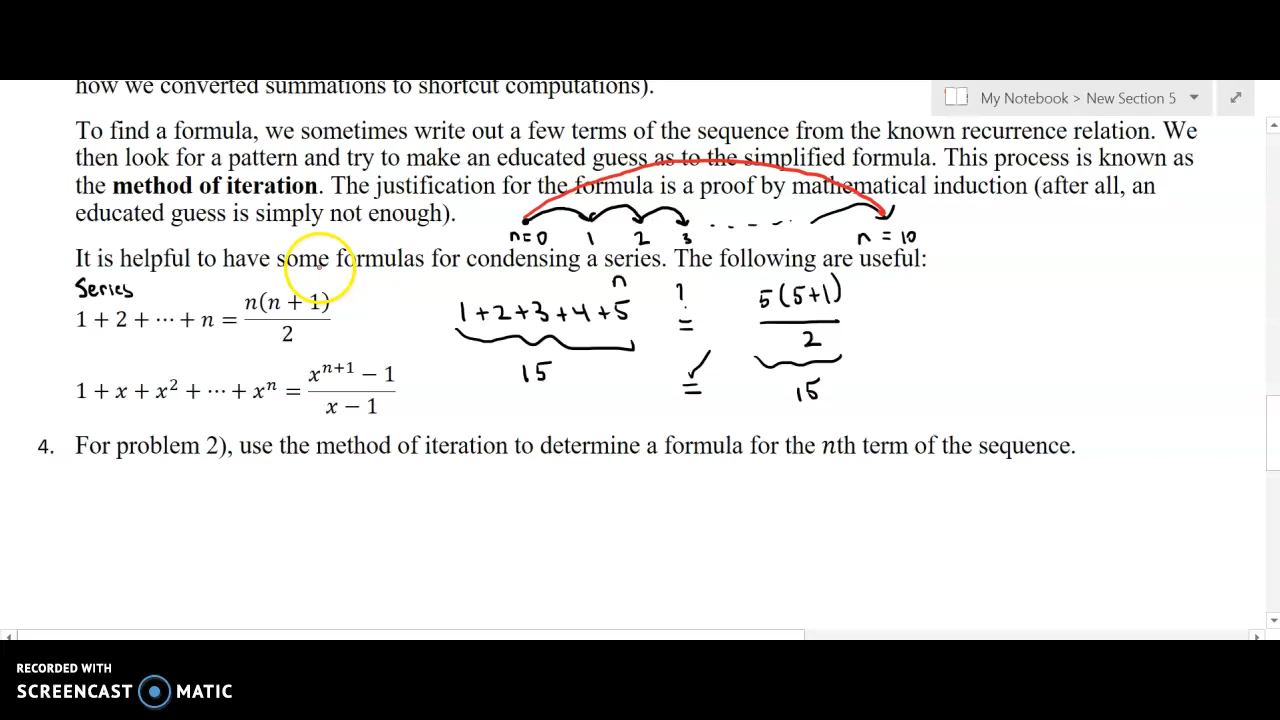 how we converted summations to shortcut computations).
My Notebook > New Section 5
To find a formula, we sometimes write out a few terms of the sequence from the known recurrence relation. We
then look for a pattern and try to make an educated guess as to the simplified formula. This process is known as
the method of iteration. The justification for the formula is a proof by mathematical induction (after all, an
educated guess is simply not enough).
n=0 1 2 3 ...... n = 10
It is helpful to have some formulas for condensing a series. The following are useful:
Series
1 + 2 + ⋯ + n = n(n + 1) / 2
n
1+2+3+4+5 ? = 5(5+1) / 2
15 ✓ = 15
1 + x + x² + ⋯ + xⁿ = xⁿ⁺¹ − 1 / x − 1
4. For problem 2), use the method of iteration to determine a formula for the nth term of the sequence.
RECORDED WITH
SCREENCAST MATIC